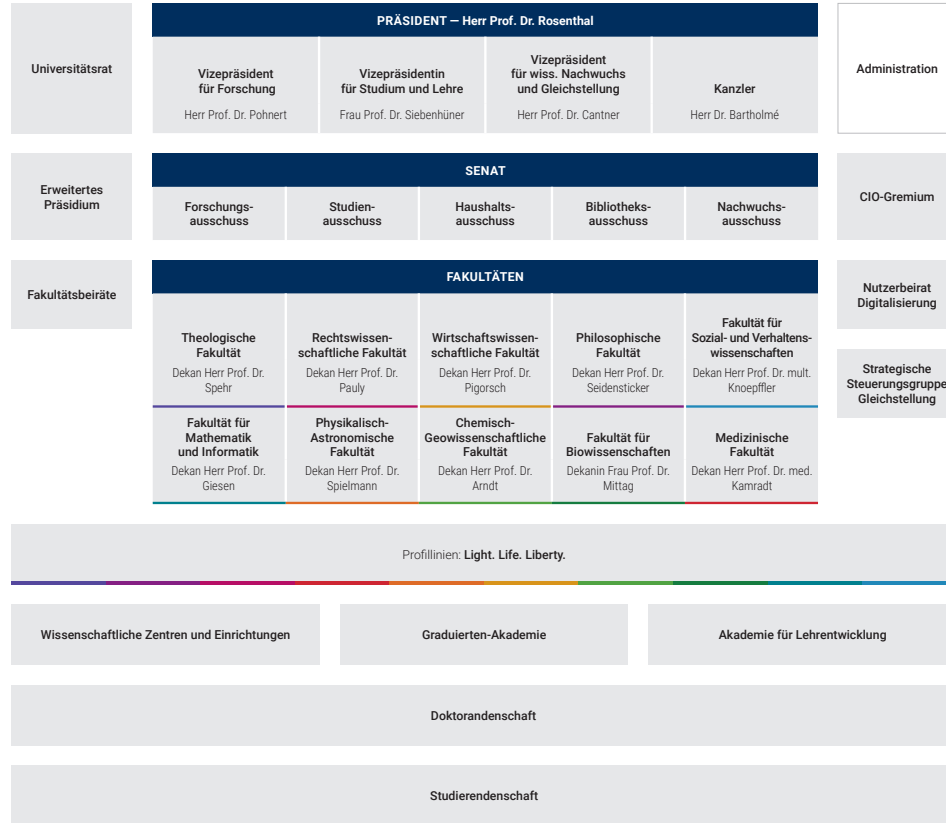 Universitätsrat
PRÄSIDENT — Herr Prof. Dr. Rosenthal
Vizepräsident
für Forschung
Herr Prof. Dr. Pohnert
Vizepräsidentin
für Studium und Lehre
Frau Prof. Dr. Siebenhüner
Vizepräsident
für wiss. Nachwuchs
und Gleichstellung
Herr Prof. Dr. Cantner
Kanzler
Herr Dr. Bartholmé
Administration
Erweitertes
Präsidium
SENAT
Forschungs-
ausschuss
Studien-
ausschuss
Haushalts-
ausschuss
Bibliotheks-
ausschuss
Nachwuchs-
ausschuss
CIO-Gremium
Fakultätsbeiräte
FAKULTÄTEN
Theologische
Fakultät
Dekan Herr Prof. Dr.
Spehr
Rechtswissen-
schaftliche Fakultät
Dekan Herr Prof. Dr.
Pauly
Wirtschaftswissen-
schaftliche Fakultät
Dekan Herr Prof. Dr.
Pigorsch
Philosophische
Fakultät
Dekan Herr Prof. Dr.
Seidensticker
Fakultät für
Sozial- und Verhaltens-
wissenschaften
Dekan Herr Prof. Dr. mult.
Knoepffler
Fakultät für
Mathematik
und Informatik
Dekan Herr Prof. Dr.
Giesen
Physikalisch-
Astronomische
Fakultät
Dekan Herr Prof. Dr.
Spielmann
Chemisch-
Geowissenschaftliche
Fakultät
Dekan Herr Prof. Dr.
Arndt
Fakultät für
Biowissenschaften
Dekanin Frau Prof. Dr.
Mittag
Medizinische
Fakultät
Dekan Herr Prof. Dr. med.
Kamradt
Nutzerbeirat
Digitalisierung
Strategische
Steuerungsgruppe
Gleichstellung
Profillinien: Light. Life. Liberty.
Wissenschaftliche Zentren und Einrichtungen
Graduierten-Akademie
Akademie für Lehrentwicklung
Doktorandenschaft
Studierendenschaft